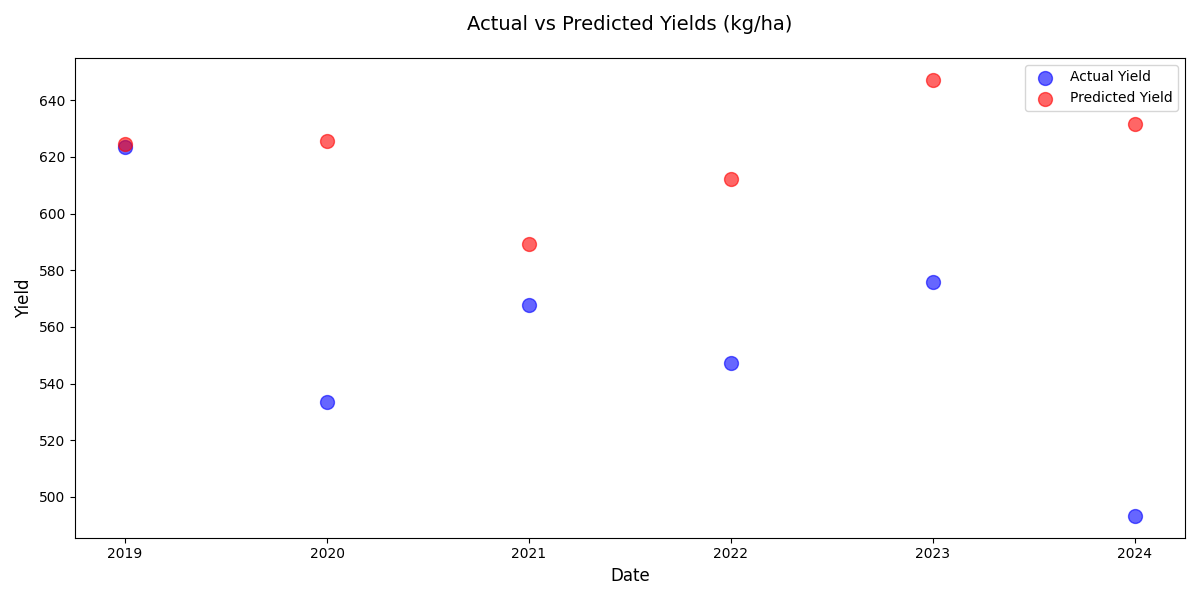 Actual vs Predicted Yields (kg/ha)
Actual Yield
Predicted Yield
640
620
600
580
560
540
520
500
Yield
2019 2020 2021 2022 2023 2024
Date